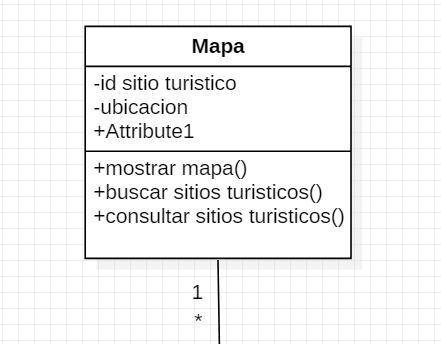 Mapa
-id sitio turistico
-ubicacion
+Attribute1
+mostrar mapa()
+buscar sitios turisticos()
+consultar sitios turisticos()
1
*